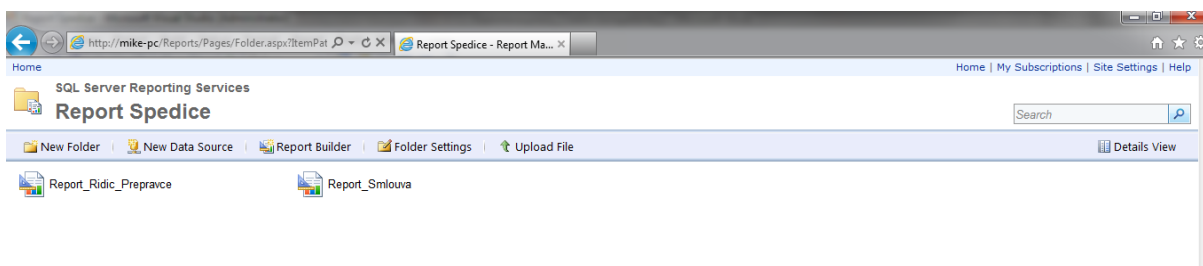 http://mike-pc/Reports/Pages/Folder.aspx?ItemPat
Report Spedice - Report Ma...
Home
Home | My Subscriptions | Site Settings | Help
SQL Server Reporting Services
Report Spedice
Search
New Folder | New Data Source | Report Builder | Folder Settings | Upload File
Details View
Report_Ridic_Prepravce
Report_Smlouva